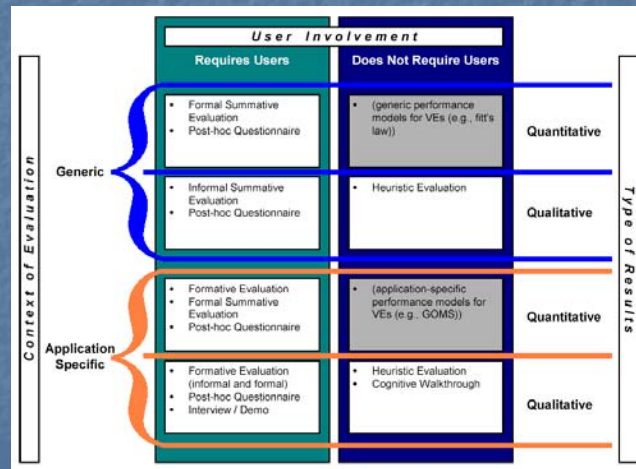 User Involvement
Requires Users
Does Not Require Users
Context of Evaluation
Generic
• Formal Summative
Evaluation
• Post-hoc Questionnaire
• (generic performance
models for VEs (e.g., fitt's
law))
Quantitative
• Informal Summative
Evaluation
• Post-hoc Questionnaire
• Heuristic Evaluation
Qualitative
Application
Specific
• Formative Evaluation
• Formal Summative
Evaluation
• Post-hoc Questionnaire
• (application-specific
performance models for
VEs (e.g., GOMS))
Quantitative
• Formative Evaluation
(informal and formal)
• Post-hoc Questionnaire
• Interview / Demo
• Heuristic Evaluation
• Cognitive Walkthrough
Qualitative
Type of Results